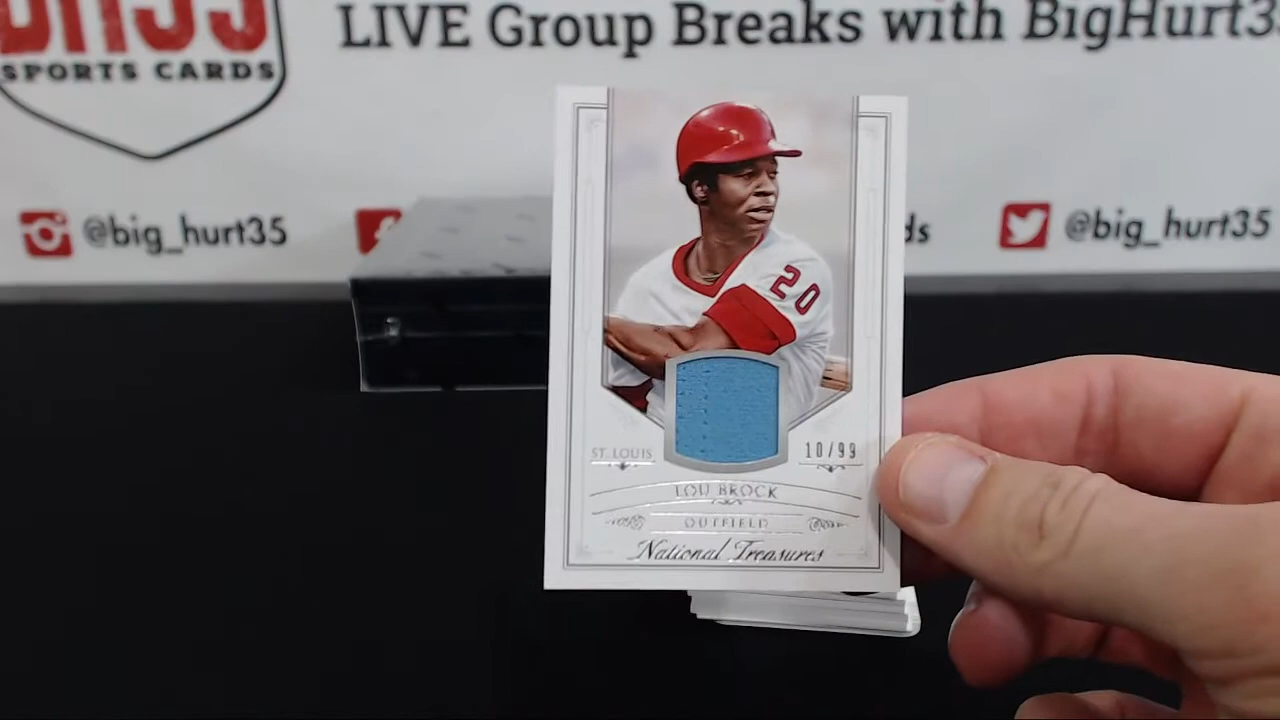 BH35
SPORTS CARDS
LIVE Group Breaks with BigHurt3
@big_hurt35
ds
@big_hurt35
20
ST. LOUIS
10/99
LOU BROCK
OUTFIELD
National Treasures